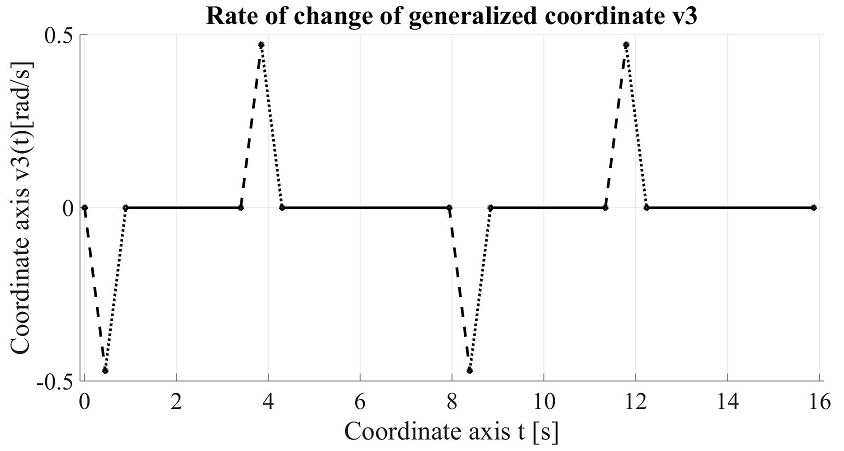 Rate of change of generalized coordinate v3
Coordinate axis v3(t)[rad/s]
0.5
0
-0.5
0 2 4 6 8 10 12 14 16
Coordinate axis t [s]